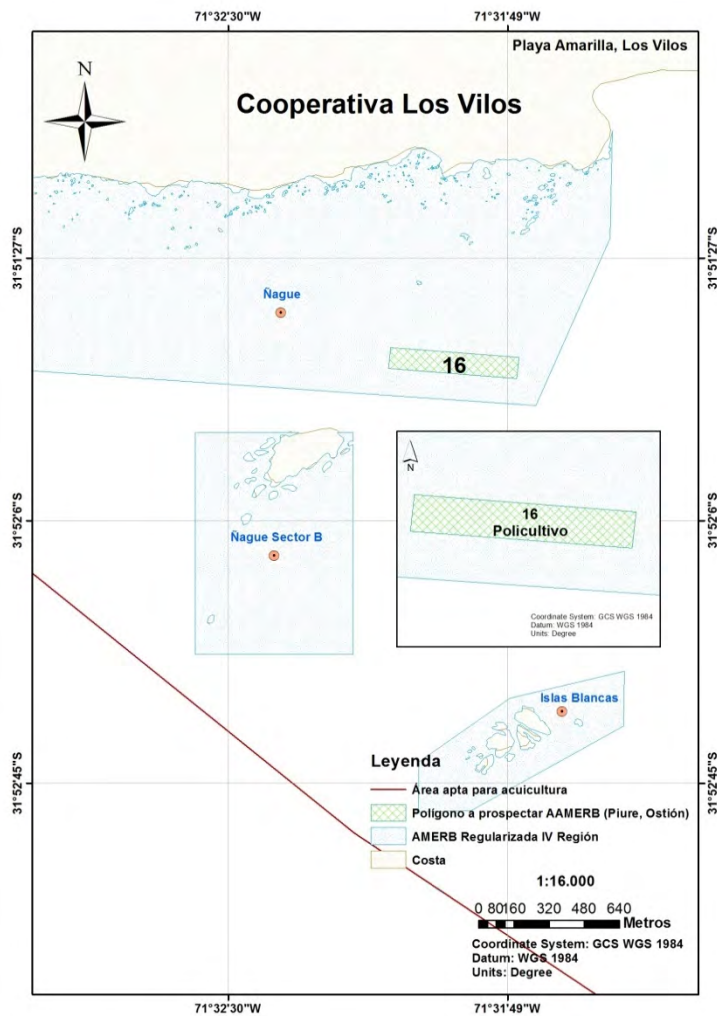 71°32'30"W
71°31'49"W
Playa Amarilla, Los Vilos
N
Cooperativa Los Vilos
31°51'27"S
31°51'27"S
Ñague
16
N
16
Policultivo
31°52'6"S
31°52'6"S
Ñague Sector B
Coordinate System: GCS WGS 1984
Datum: WGS 1984
Units: Degree
Islas Blancas
31°52'45"S
31°52'45"S
Leyenda
Área apta para acuicultura
Polígono a prospectar AAMERB (Piure, Ostión)
AMERB Regularizada IV Región
Costa
1:16.000
0 80160 320 480 640
Metros
Coordinate System: GCS WGS 1984
Datum: WGS 1984
Units: Degree
71°32'30"W
71°31'49"W